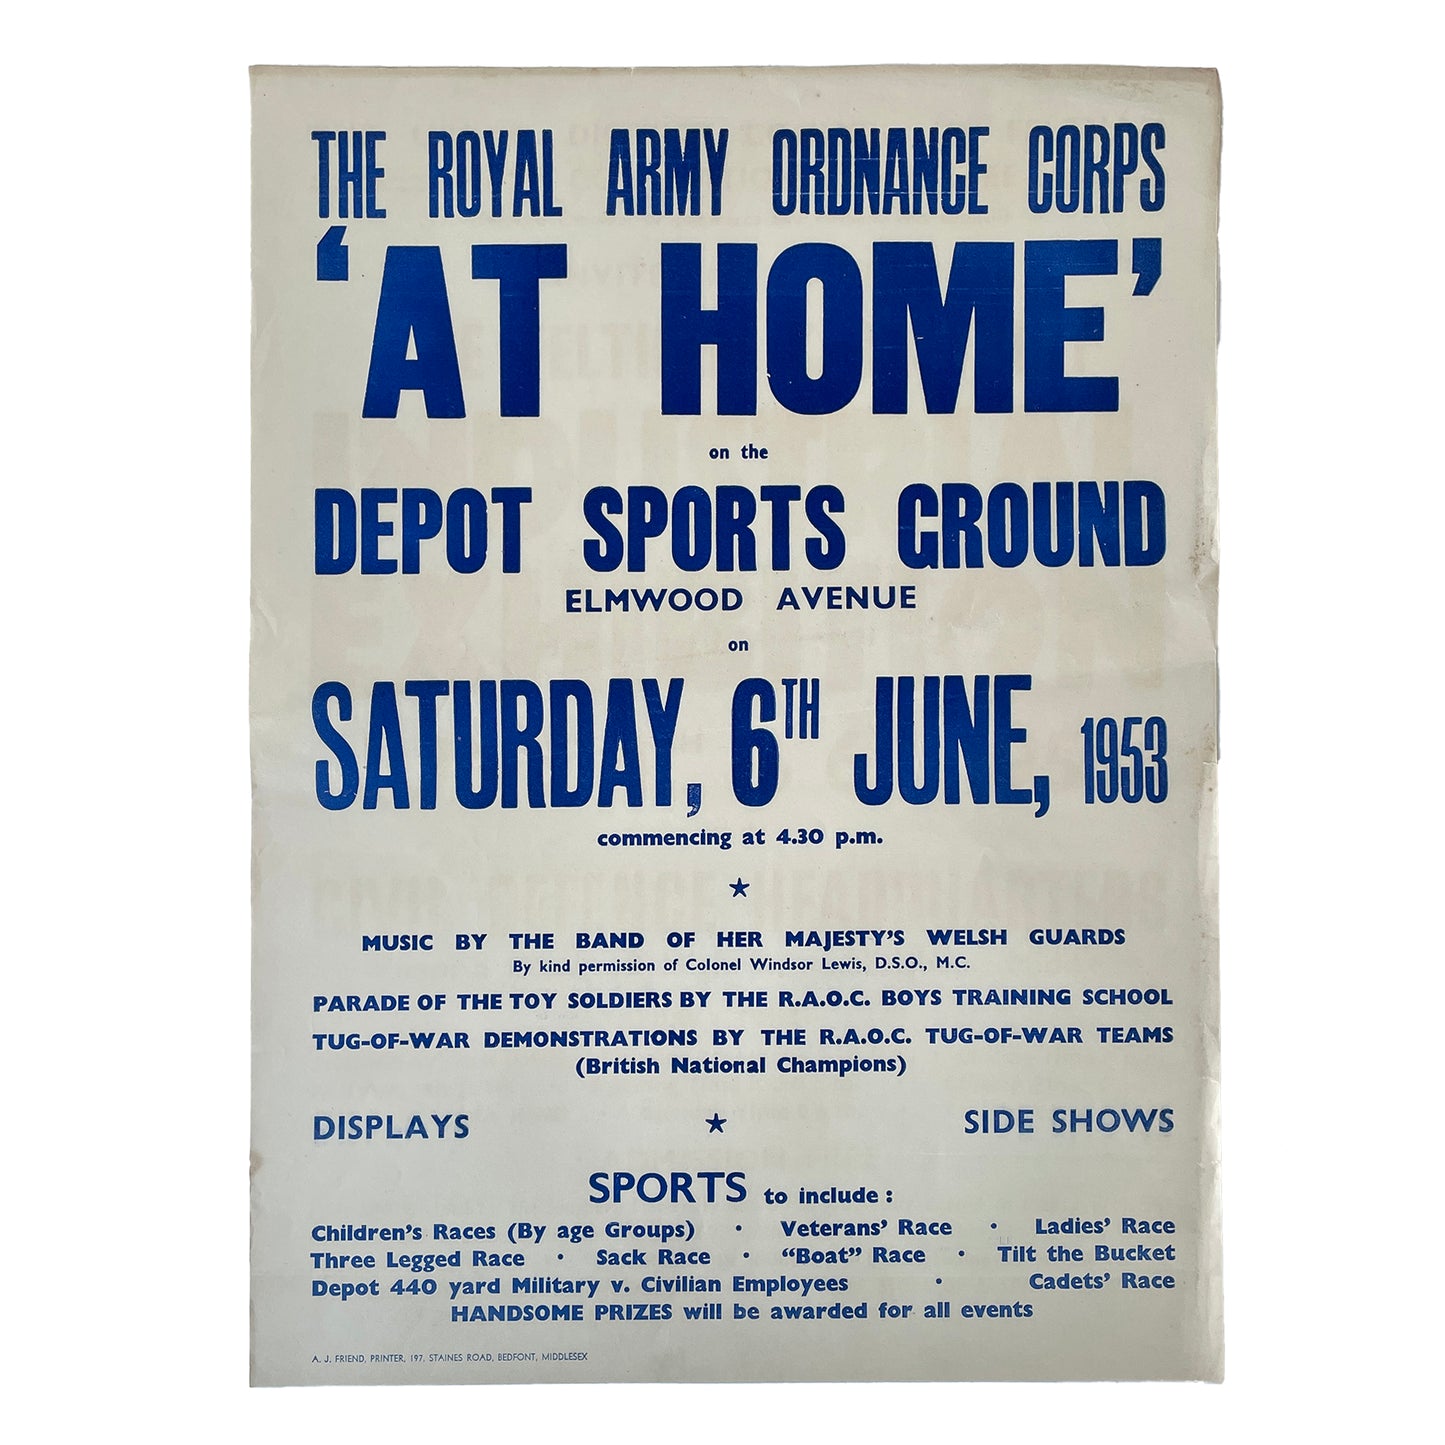 THE ROYAL ARMY ORDNANCE CORPS
'AT HOME'
on the
DEPOT SPORTS GROUND
ELMWOOD AVENUE
on
SATURDAY, 6TH JUNE, 1953
commencing at 4.30 p.m.
★
MUSIC BY THE BAND OF HER MAJESTY'S WELSH GUARDS
By kind permission of Colonel Windsor Lewis, D.S.O., M.C.
PARADE OF THE TOY SOLDIERS BY THE R.A.O.C. BOYS TRAINING SCHOOL
TUG-OF-WAR DEMONSTRATIONS BY THE R.A.O.C. TUG-OF-WAR TEAMS
(British National Champions)
DISPLAYS ★ SIDE SHOWS
SPORTS to include :
Children's Races (By age Groups) · Veterans' Race · Ladies' Race
Three Legged Race · Sack Race · "Boat" Race · Tilt the Bucket
Depot 440 yard Military v. Civilian Employees · Cadets' Race
HANDSOME PRIZES will be awarded for all events
A. J. FRIEND, PRINTER, 197, STAINES ROAD, BEDFONT, MIDDLESEX